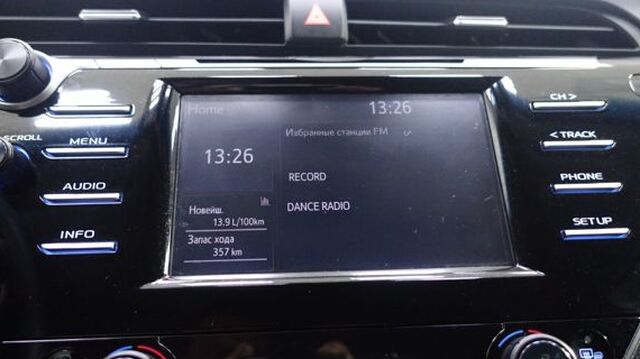 Home
13:26
Избранные станции FM
13:26
RECORD
DANCE RADIO
Новейш.
13.9 L/100km
Запас хода
357 km
SCROLL
MENU
AUDIO
INFO
CH >
< TRACK
PHONE
SET UP